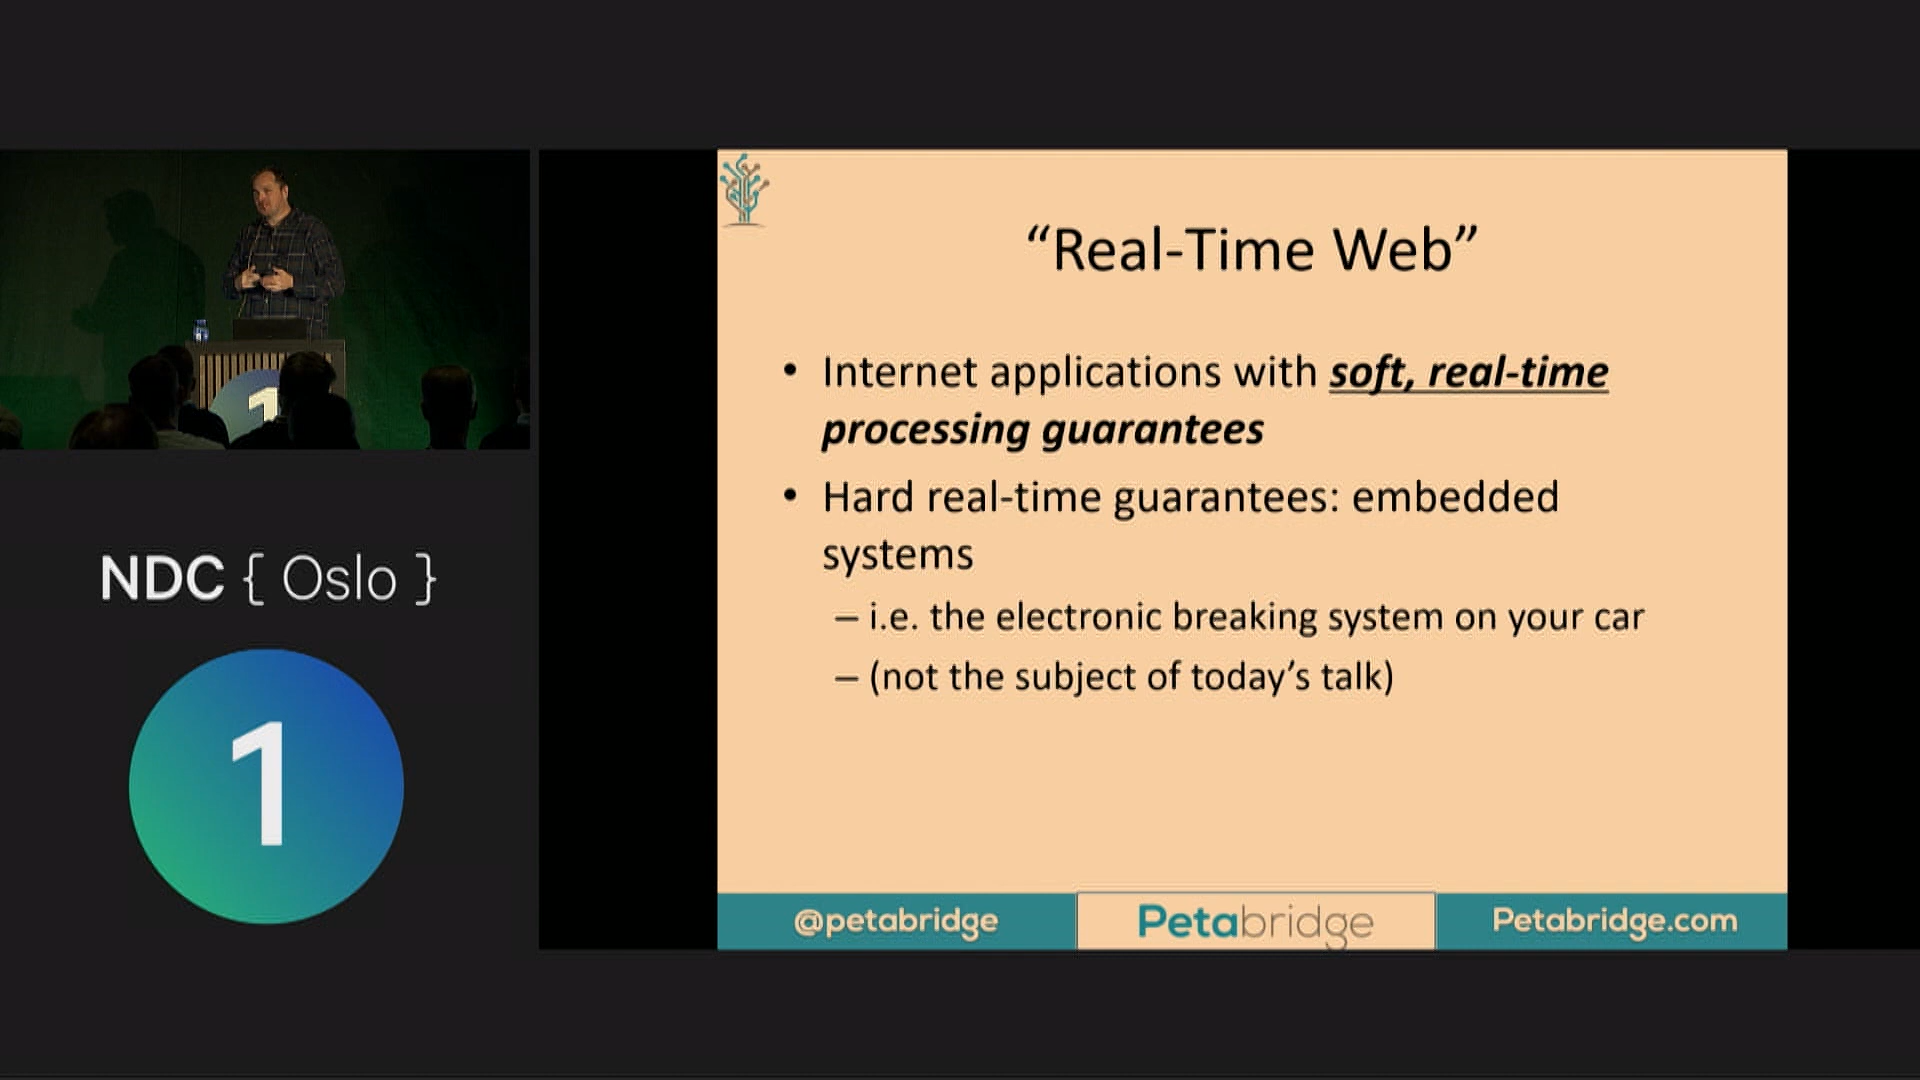 NDC { Oslo }
1
1
“Real-Time Web”
• Internet applications with soft, real-time
processing guarantees
• Hard real-time guarantees: embedded
systems
– i.e. the electronic breaking system on your car
– (not the subject of today’s talk)
@petabridge
Petabridge
Petabridge.com